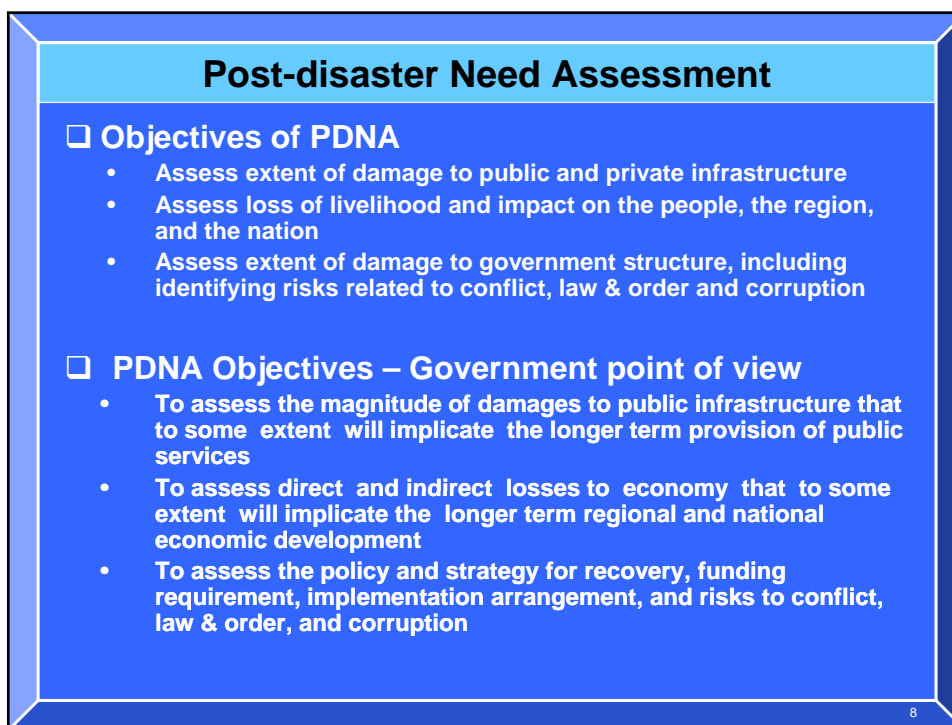 Post-disaster Need Assessment
❑ Objectives of PDNA
• Assess extent of damage to public and private infrastructure
• Assess loss of livelihood and impact on the people, the region,
and the nation
• Assess extent of damage to government structure, including
identifying risks related to conflict, law & order and corruption
❑ PDNA Objectives – Government point of view
• To assess the magnitude of damages to public infrastructure that
to some extent will implicate the longer term provision of public
services
• To assess direct and indirect losses to economy that to some
extent will implicate the longer term regional and national
economic development
• To assess the policy and strategy for recovery, funding
requirement, implementation arrangement, and risks to conflict,
law & order, and corruption
8